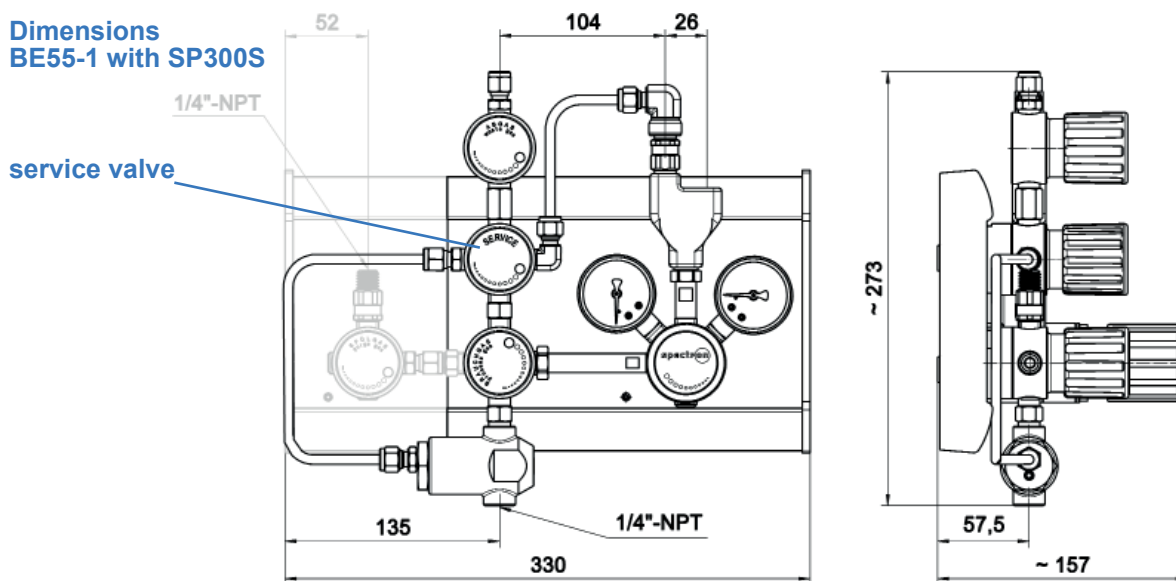 Dimensions
BE55-1 with SP300S
52
104
26
1/4"-NPT
service valve
SERVICE
spectron
~ 273
135
1/4"-NPT
57,5
330
~ 157